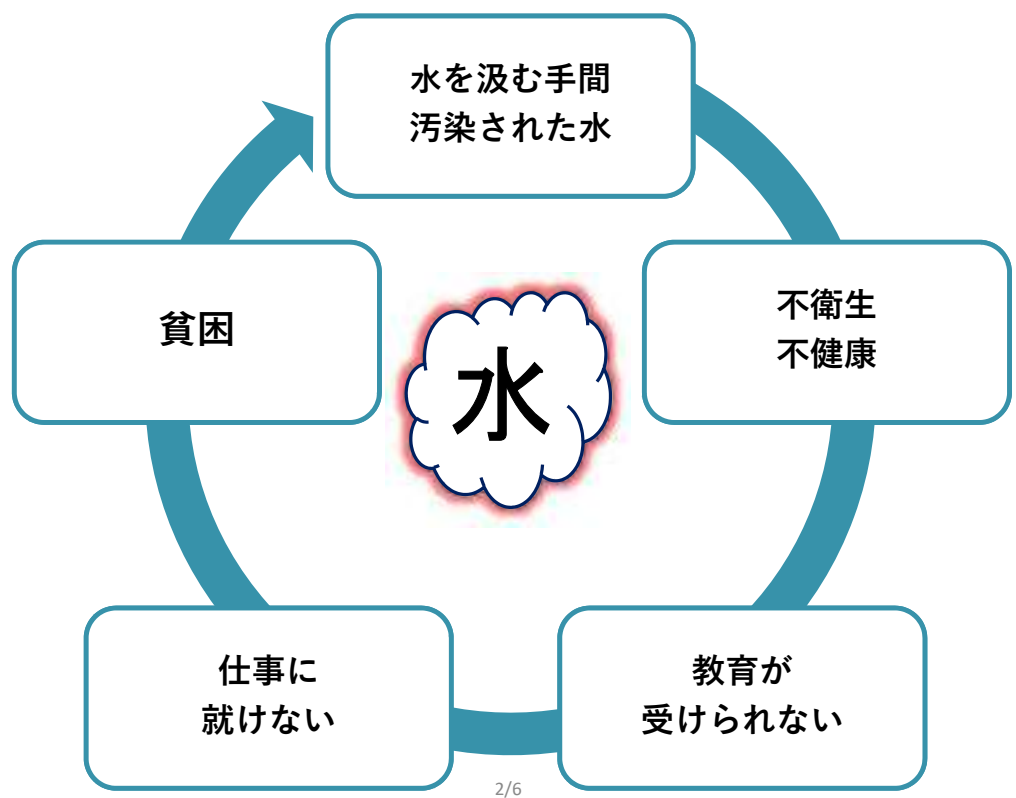 水を汲む手間
汚染された水
不衛生
不健康
教育が
受けられない
仕事に
就けない
貧困
水
2/6